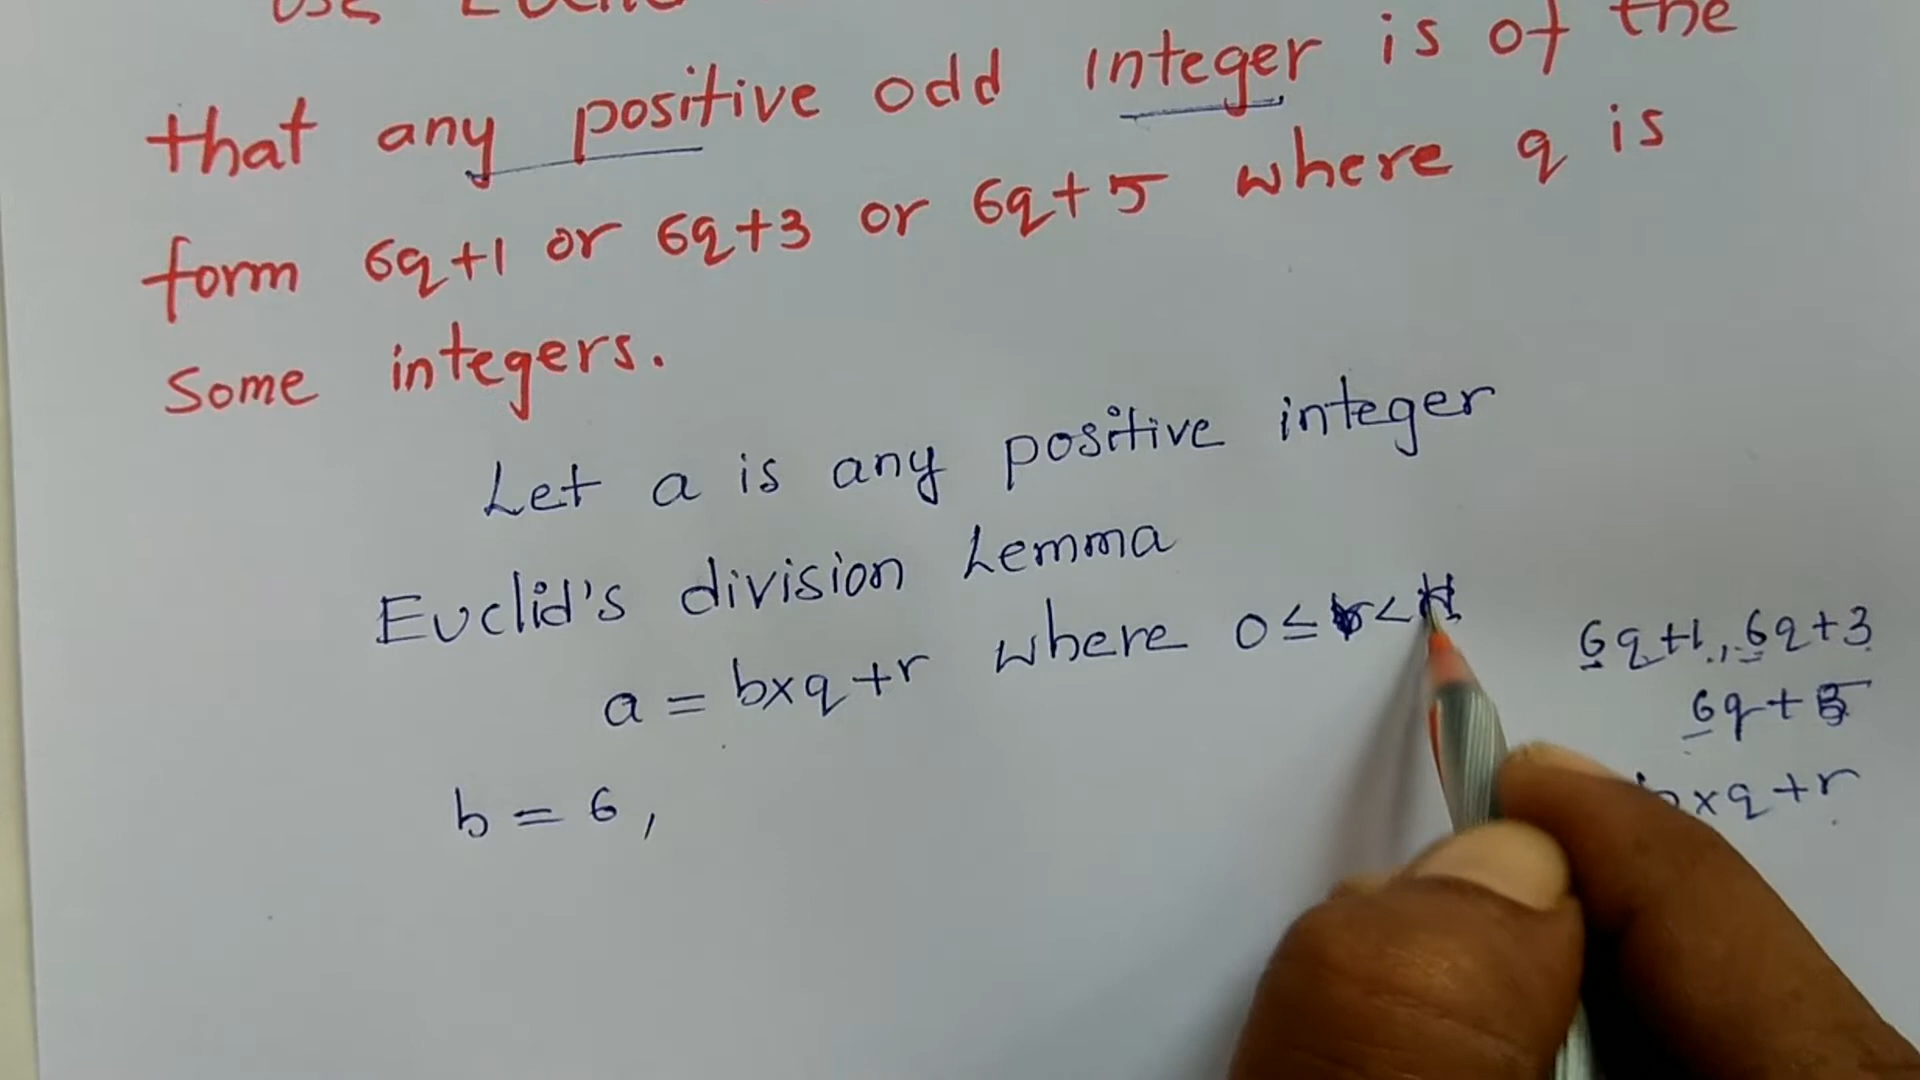 that any positive odd integer is of the
form 6q+1 or 6q+3 or 6q+5 where q is
some integers.
Let a is any positive integer
Euclid's division Lemma
a = b×q+r where 0 ≤ r <
6q+1, 6q+3
6q+5
b = 6,
×q+r